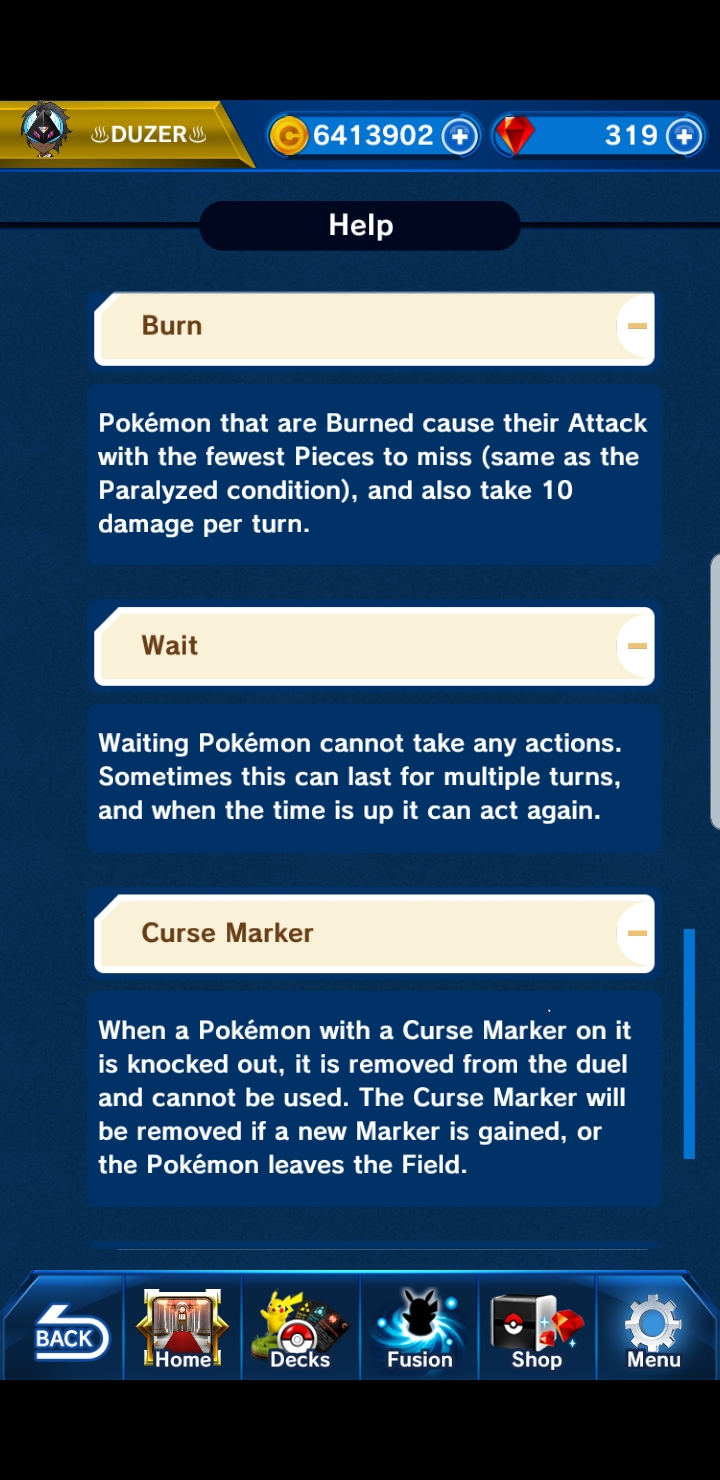 ♨DUZER♨
6413902
319
Help
Burn
Pokémon that are Burned cause their Attack
with the fewest Pieces to miss (same as the
Paralyzed condition), and also take 10
damage per turn.
Wait
Waiting Pokémon cannot take any actions.
Sometimes this can last for multiple turns,
and when the time is up it can act again.
Curse Marker
When a Pokémon with a Curse Marker on it
is knocked out, it is removed from the duel
and cannot be used. The Curse Marker will
be removed if a new Marker is gained, or
the Pokémon leaves the Field.
BACK
Home
Decks
Fusion
Shop
Menu